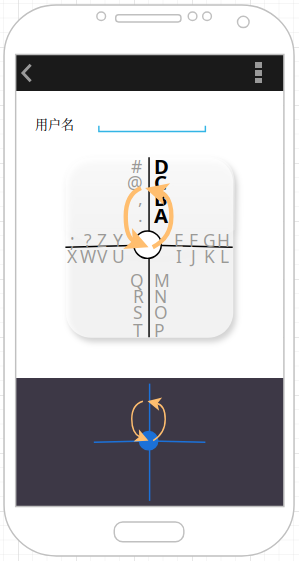 用户名
# D
@ C
, B
. A
: ? Z Y E F G H
X W V U I J K L
Q M
R N
S O
T P